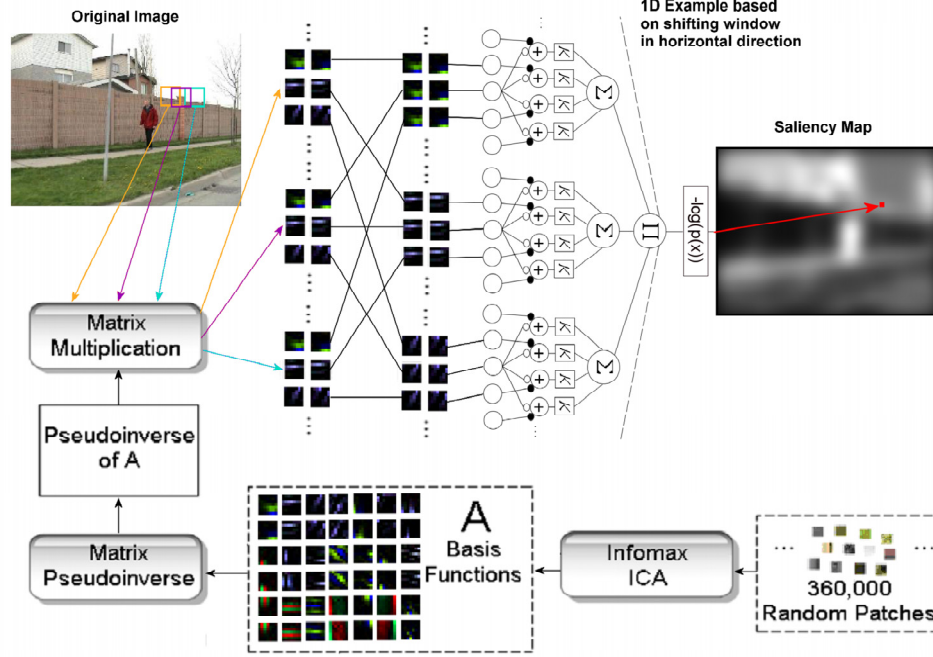 Original Image
1D Example based
on shifting window
in horizontal direction
Saliency Map
+
+
+
+
Σ
+
+
+
+
Σ
Π
-log(p(x))
+
+
+
+
Σ
Matrix
Multiplication
Pseudoinverse
of A
Matrix
Pseudoinverse
A
Basis
Functions
Infomax
ICA
360,000
Random Patches